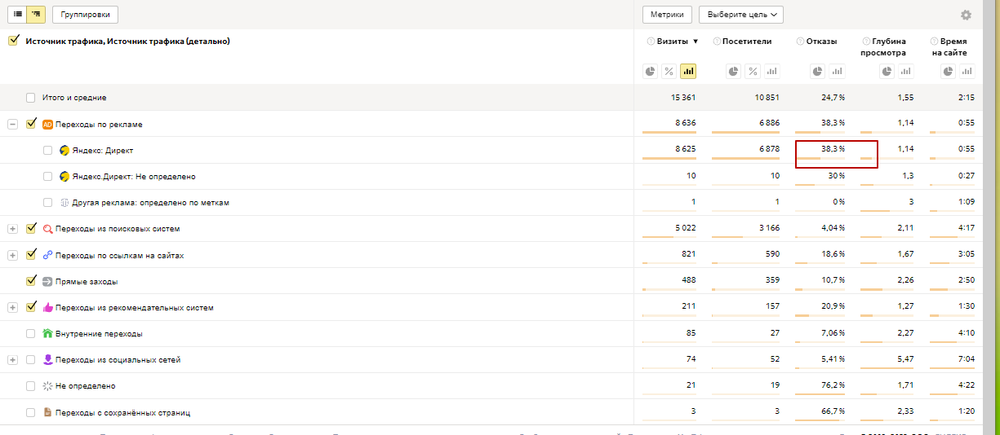 Группировки Метрики Выберите цель
Источник трафика, Источник трафика (детально) Визиты ▼ Посетители Отказы Глубина просмотра Время на сайте
Итого и средние 15 361 10 851 24,7 % 1,55 2:15
Переходы по рекламе 8 636 6 886 38,3 % 1,14 0:55
Яндекс: Директ 8 625 6 878 38,3 % 1,14 0:55
Яндекс.Директ: Не определено 10 10 30 % 1,3 0:27
Другая реклама: определено по меткам 1 1 0 % 3 1:09
Переходы из поисковых систем 5 022 3 166 4,04 % 2,11 4:17
Переходы по ссылкам на сайтах 821 590 18,6 % 1,67 3:05
Прямые заходы 488 359 10,7 % 2,26 2:50
Переходы из рекомендательных систем 211 157 20,9 % 1,27 1:30
Внутренние переходы 85 27 7,06 % 2,27 4:10
Переходы из социальных сетей 74 52 5,41 % 5,47 7:04
Не определено 21 19 76,2 % 1,71 4:22
Переходы с сохранённых страниц 3 3 66,7 % 2,33 1:20